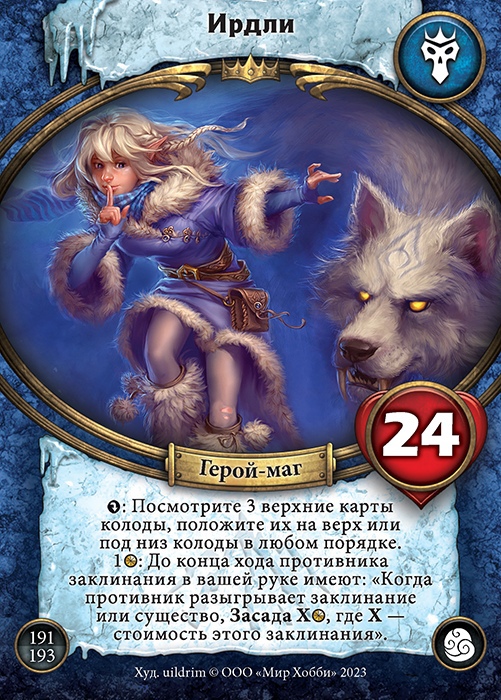 Ирдли
24
Герой-маг
: Посмотрите 3 верхние карты
колоды, положите их на верх или
под низ колоды в любом порядке.
1: До конца хода противника
заклинания в вашей руке имеют: «Когда
противник разыгрывает заклинание
или существо, Засада X, где X —
стоимость этого заклинания».
191
193
Худ. uildrim © ООО «Мир Хобби» 2023